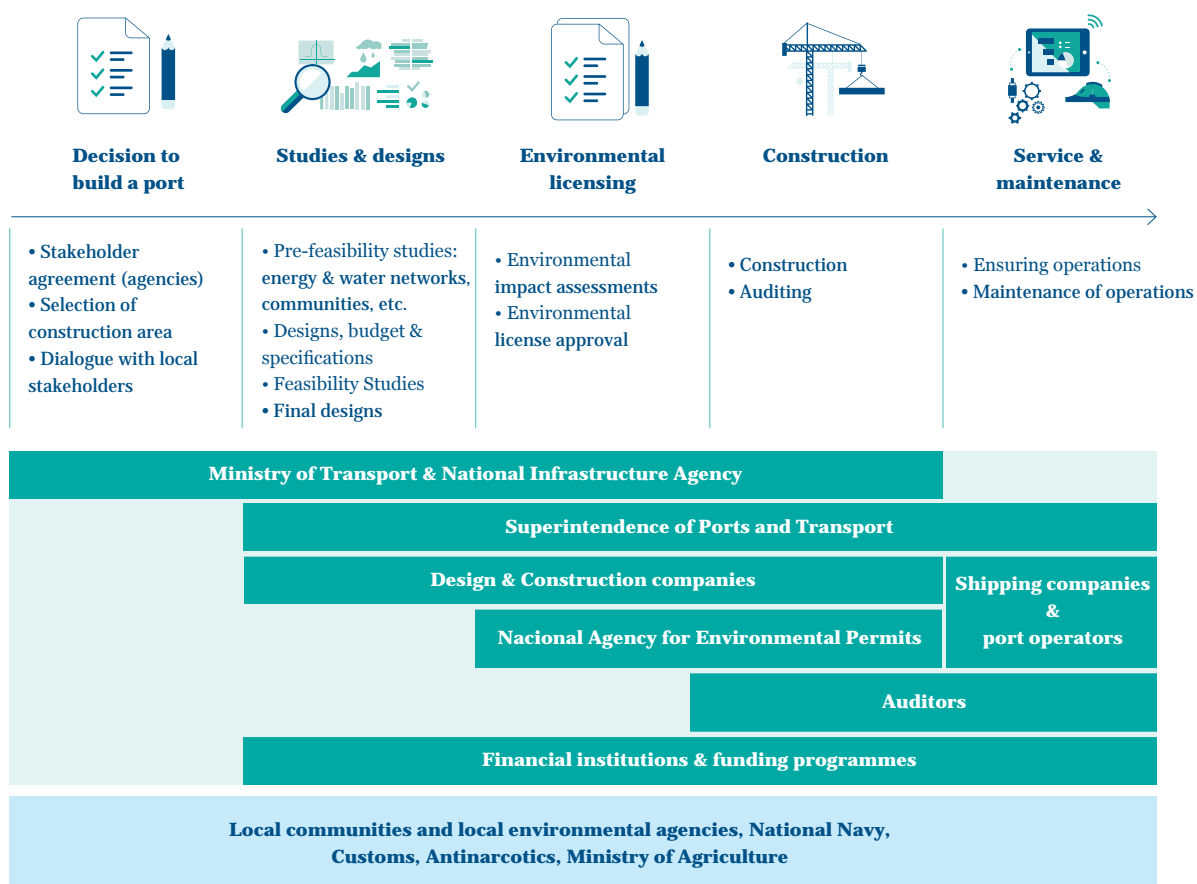 Decision to
build a port
Studies & designs
Environmental
licensing
Construction
Service &
maintenance
• Stakeholder
agreement (agencies)
• Selection of
construction area
• Dialogue with local
stakeholders
• Pre-feasibility studies:
energy & water networks,
communities, etc.
• Designs, budget &
specifications
• Feasibility Studies
• Final designs
• Environmental
impact assessments
• Environmental
license approval
• Construction
• Auditing
• Ensuring operations
• Maintenance of operations
Ministry of Transport & National Infrastructure Agency
Superintendence of Ports and Transport
Design & Construction companies
Shipping companies
&
port operators
Nacional Agency for Environmental Permits
Auditors
Financial institutions & funding programmes
Local communities and local environmental agencies, National Navy,
Customs, Antinarcotics, Ministry of Agriculture